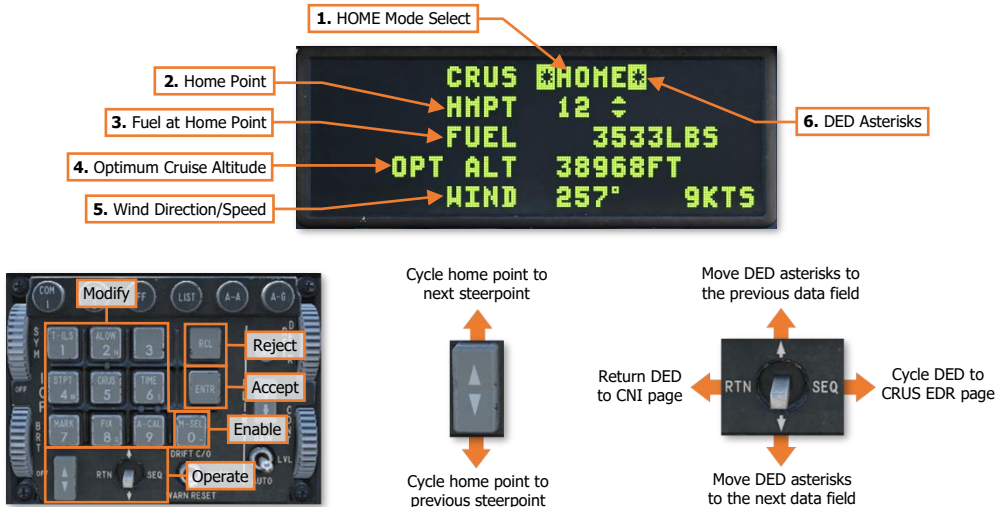 1. HOME Mode Select
CRUS *HOME*
2. Home Point
HMPT 12
3. Fuel at Home Point
FUEL 3533LBS
6. DED Asterisks
4. Optimum Cruise Altitude
OPT ALT 38968FT
5. Wind Direction/Speed
WIND 257° 9KTS
COM
1
Modify
FF
LIST
A-A
A-G
T-ILS
1
ALOW
2 N
3
RCL
Reject
STPT
4
CRUS
5
TIME
6
ENTR
Accept
MARK
7
FIX
8 S
A-CAL
9
M-SEL
0
Enable
SYM
OFF
BRT
DRIFT C/O
RTN
SEQ
Operate
LVL
AUTO
WARN RESET
Cycle home point to
next steerpoint
Cycle home point to
previous steerpoint
Move DED asterisks to
the previous data field
Return DED
to CNI page
RTN
SEQ
Cycle DED to
CRUS EDR page
Move DED asterisks
to the next data field